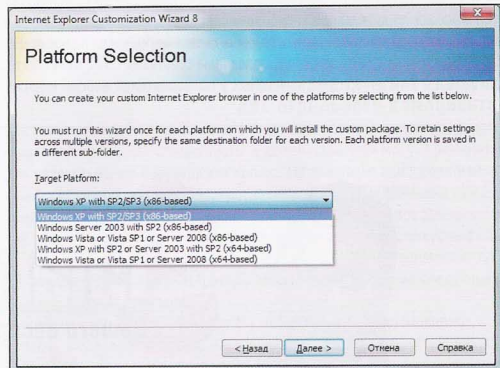 Internet Explorer Customization Wizard 8
Platform Selection
You can create your custom Internet Explorer browser in one of the platforms by selecting from the list below.
You must run this wizard once for each platform on which you will install the custom package. To retain settings
across multiple versions, specify the same destination folder for each version. Each platform version is saved in
a different sub-folder.
Target Platform:
Windows XP with SP2/SP3 (x86-based)
Windows XP with SP2/SP3 (x86-based)
Windows Server 2003 with SP2 (x86-based)
Windows Vista or Vista SP1 or Server 2008 (x86-based)
Windows XP with SP2 or Server 2003 with SP2 (x64-based)
Windows Vista or Vista SP1 or Server 2008 (x64-based)
< Назад Далее > Отмена Справка